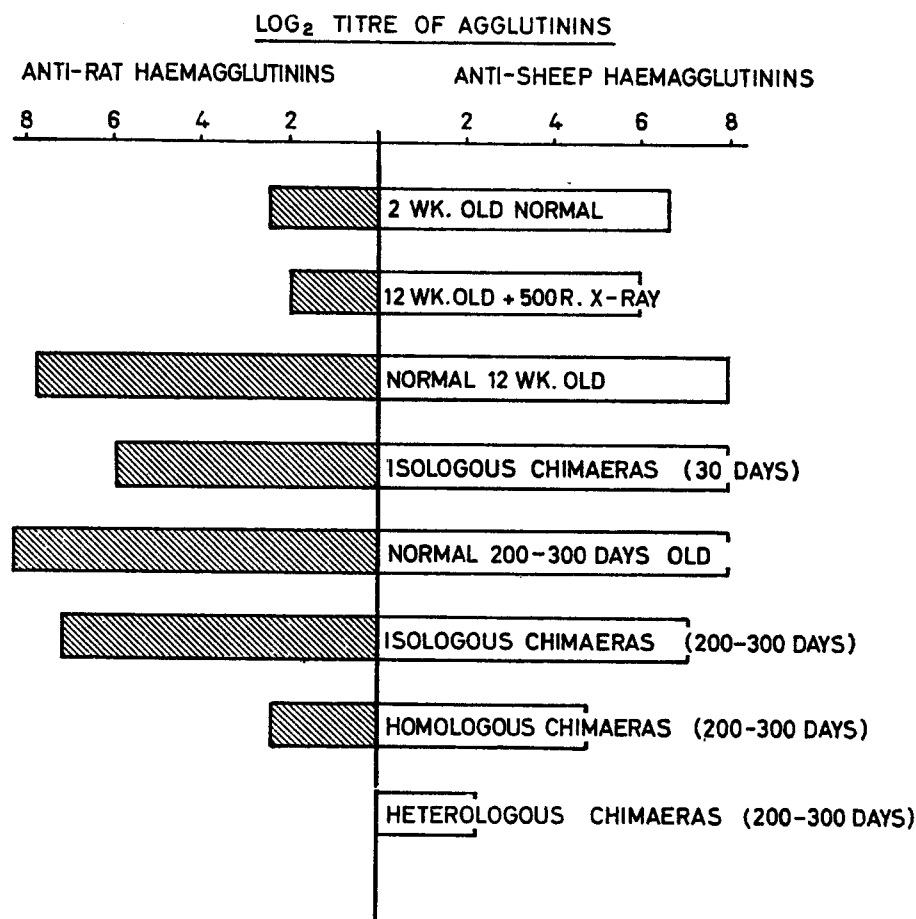 LOG₂ TITRE OF AGGLUTININS
ANTI-RAT HAEMAGGLUTININS ANTI-SHEEP HAEMAGGLUTININS
8 6 4 2 2 4 6 8
2 WK. OLD NORMAL
12 WK. OLD + 500 R. X-RAY
NORMAL 12 WK. OLD
ISOLOGOUS CHIMAERAS (30 DAYS)
NORMAL 200-300 DAYS OLD
ISOLOGOUS CHIMAERAS (200-300 DAYS)
HOMOLOGOUS CHIMAERAS (200-300 DAYS)
HETEROLOGOUS CHIMAERAS (200-300 DAYS)